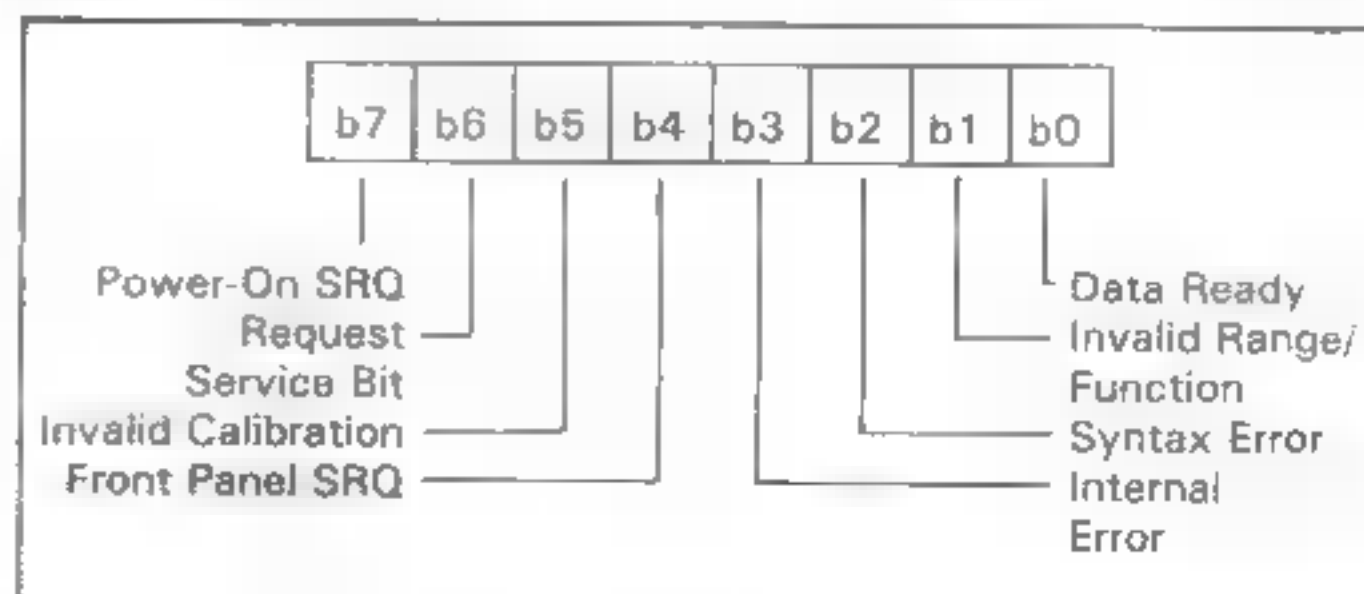 b7 b6 b5 b4 b3 b2 b1 b0
Power-On SRQ
Request
Service Bit
Invalid Calibration
Front Panel SRQ
Data Ready
Invalid Range/
Function
Syntax Error
Internal
Error